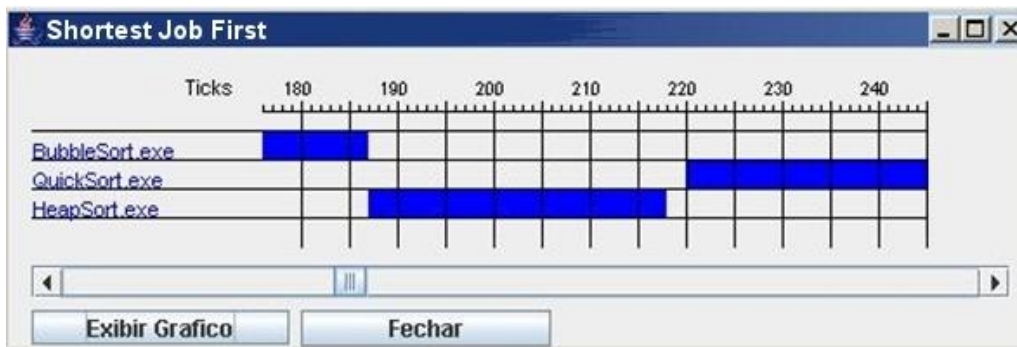 Shortest Job First
Ticks 180 190 200 210 220 230 240
BubbleSort.exe
QuickSort.exe
HeapSort.exe
Exibir Grafico Fechar